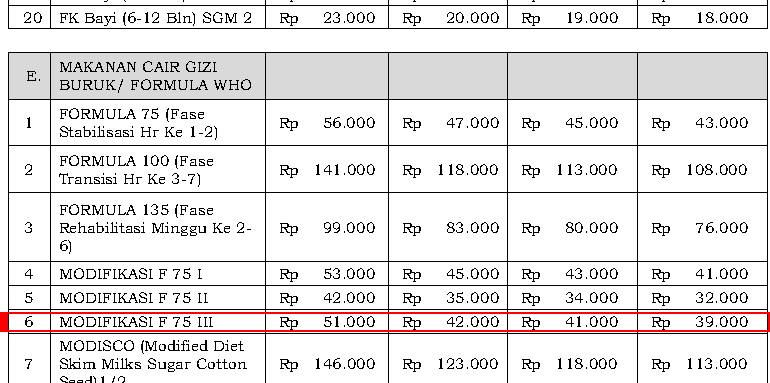 20 FK Bayi (6-12 Bln) SGM 2 Rp 23.000 Rp 20.000 Rp 19.000 Rp 18.000
E. MAKANAN CAIR GIZI
BURUK/ FORMULA WHO
1 FORMULA 75 (Fase
Stabilisasi Hr Ke 1-2) Rp 56.000 Rp 47.000 Rp 45.000 Rp 43.000
2 FORMULA 100 (Fase
Transisi Hr Ke 3-7) Rp 141.000 Rp 118.000 Rp 113.000 Rp 108.000
3 FORMULA 135 (Fase
Rehabilitasi Minggu Ke 2-
6) Rp 99.000 Rp 83.000 Rp 80.000 Rp 76.000
4 MODIFIKASI F 75 I Rp 53.000 Rp 45.000 Rp 43.000 Rp 41.000
5 MODIFIKASI F 75 II Rp 42.000 Rp 35.000 Rp 34.000 Rp 32.000
6 MODIFIKASI F 75 III Rp 51.000 Rp 42.000 Rp 41.000 Rp 39.000
7 MODISCO (Modified Diet
Skim Milks Sugar Cotton Rp 146.000 Rp 123.000 Rp 118.000 Rp 113.000
Seed)1/2